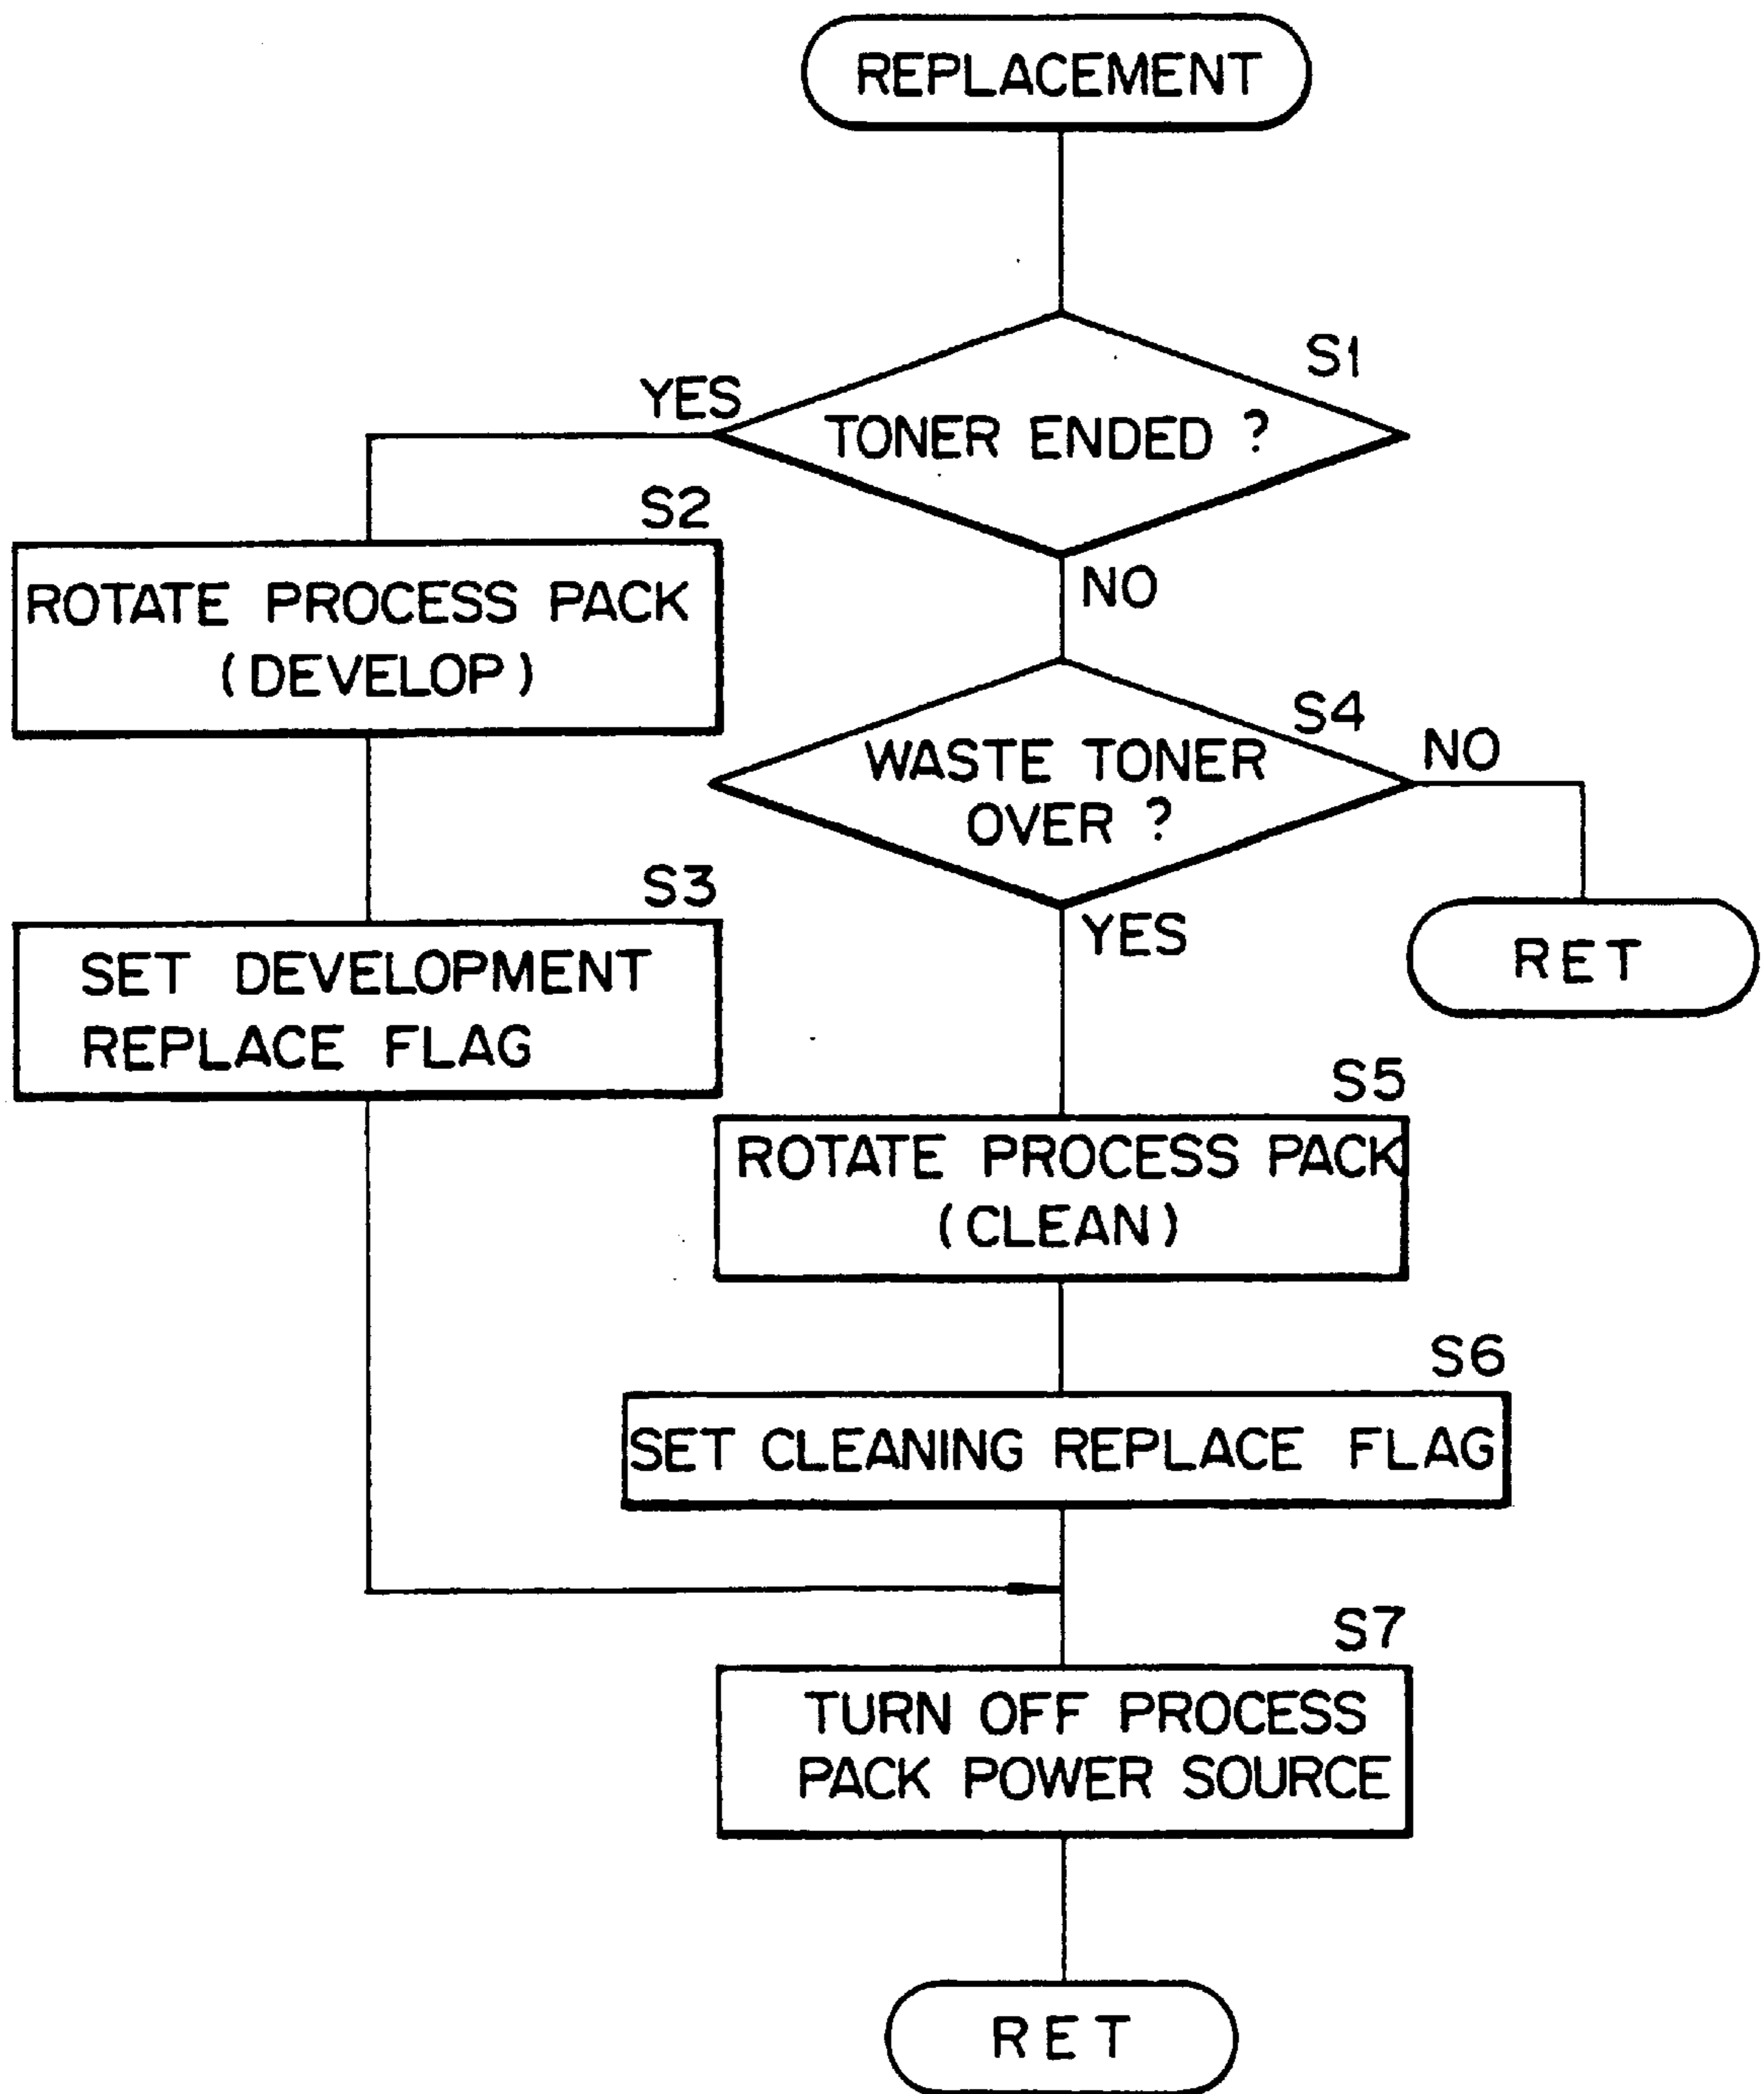 REPLACEMENT
S1
YES
TONER ENDED ?
S2
NO
ROTATE PROCESS PACK
(DEVELOP)
S4
NO
WASTE TONER
OVER ?
S3
YES
SET DEVELOPMENT
REPLACE FLAG
RET
S5
ROTATE PROCESS PACK
(CLEAN)
S6
SET CLEANING REPLACE FLAG
S7
TURN OFF PROCESS
PACK POWER SOURCE
RET